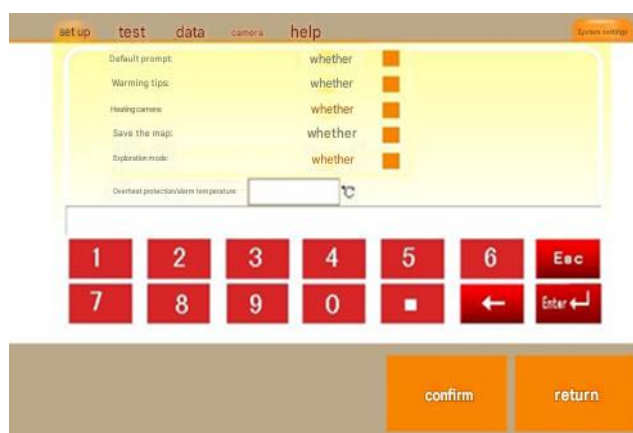 set up test data camera help System settings
Default prompt: whether
Warming tips: whether
Heating camera: whether
Save the map: whether
Exploration mode: whether
Overheat protection/alarm temperature: ℃
1 2 3 4 5 6 Esc
7 8 9 0 ■ ← Enter
confirm return